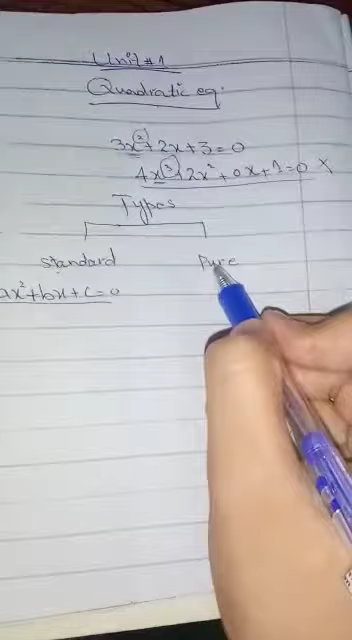 Unit #1
Quadratic eq.
3x²+2x+3=0
4x³+2x²+0x+1=0 ×
Types
standard Pure
ax²+bx+c=0